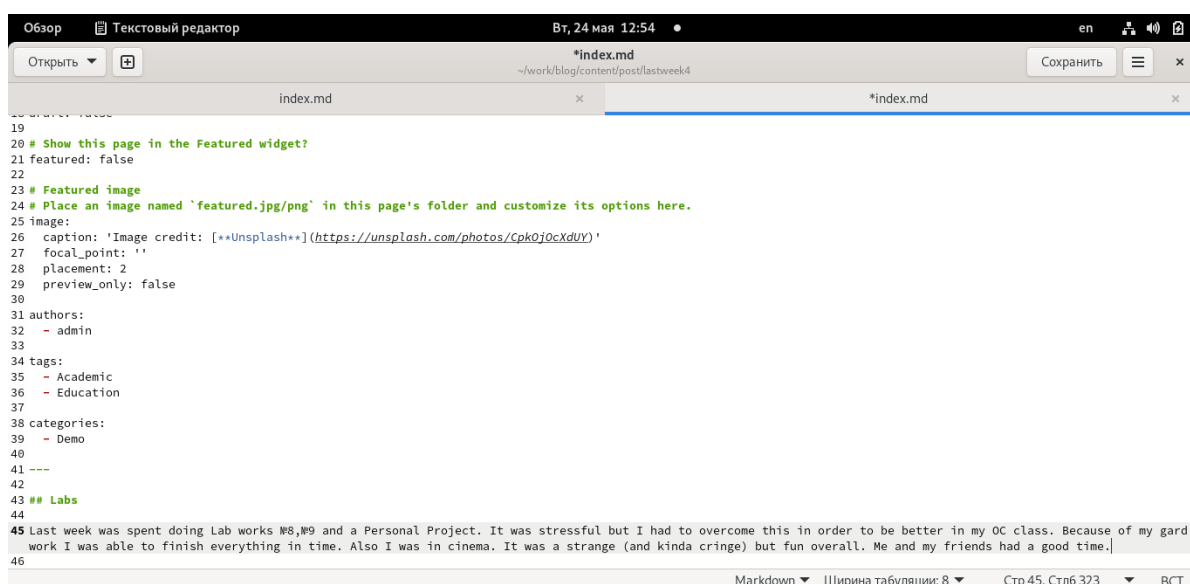 Обзор Текстовый редактор Вт, 24 мая 12:54 en
Открыть *index.md Сохранить
~/work/blog/content/post/lastweek4
index.md *index.md
19
20 # Show this page in the Featured widget?
21 featured: false
22
23 # Featured image
24 # Place an image named `featured.jpg/png` in this page's folder and customize its options here.
25 image:
26   caption: 'Image credit: [**Unsplash**](https://unsplash.com/photos/CpkOjOcXdUY)'
27   focal_point: ''
28   placement: 2
29   preview_only: false
30
31 authors:
32   - admin
33
34 tags:
35   - Academic
36   - Education
37
38 categories:
39   - Demo
40
41 ---
42
43 ## Labs
44
45 Last week was spent doing Lab works №8,№9 and a Personal Project. It was stressful but I had to overcome this in order to be better in my OC class. Because of my gard
work I was able to finish everything in time. Also I was in cinema. It was a strange (and kinda cringe) but fun overall. Me and my friends had a good time.
46
Markdown Ширина табуляции: 8 Стр 45, Стлб 323 ВСТ